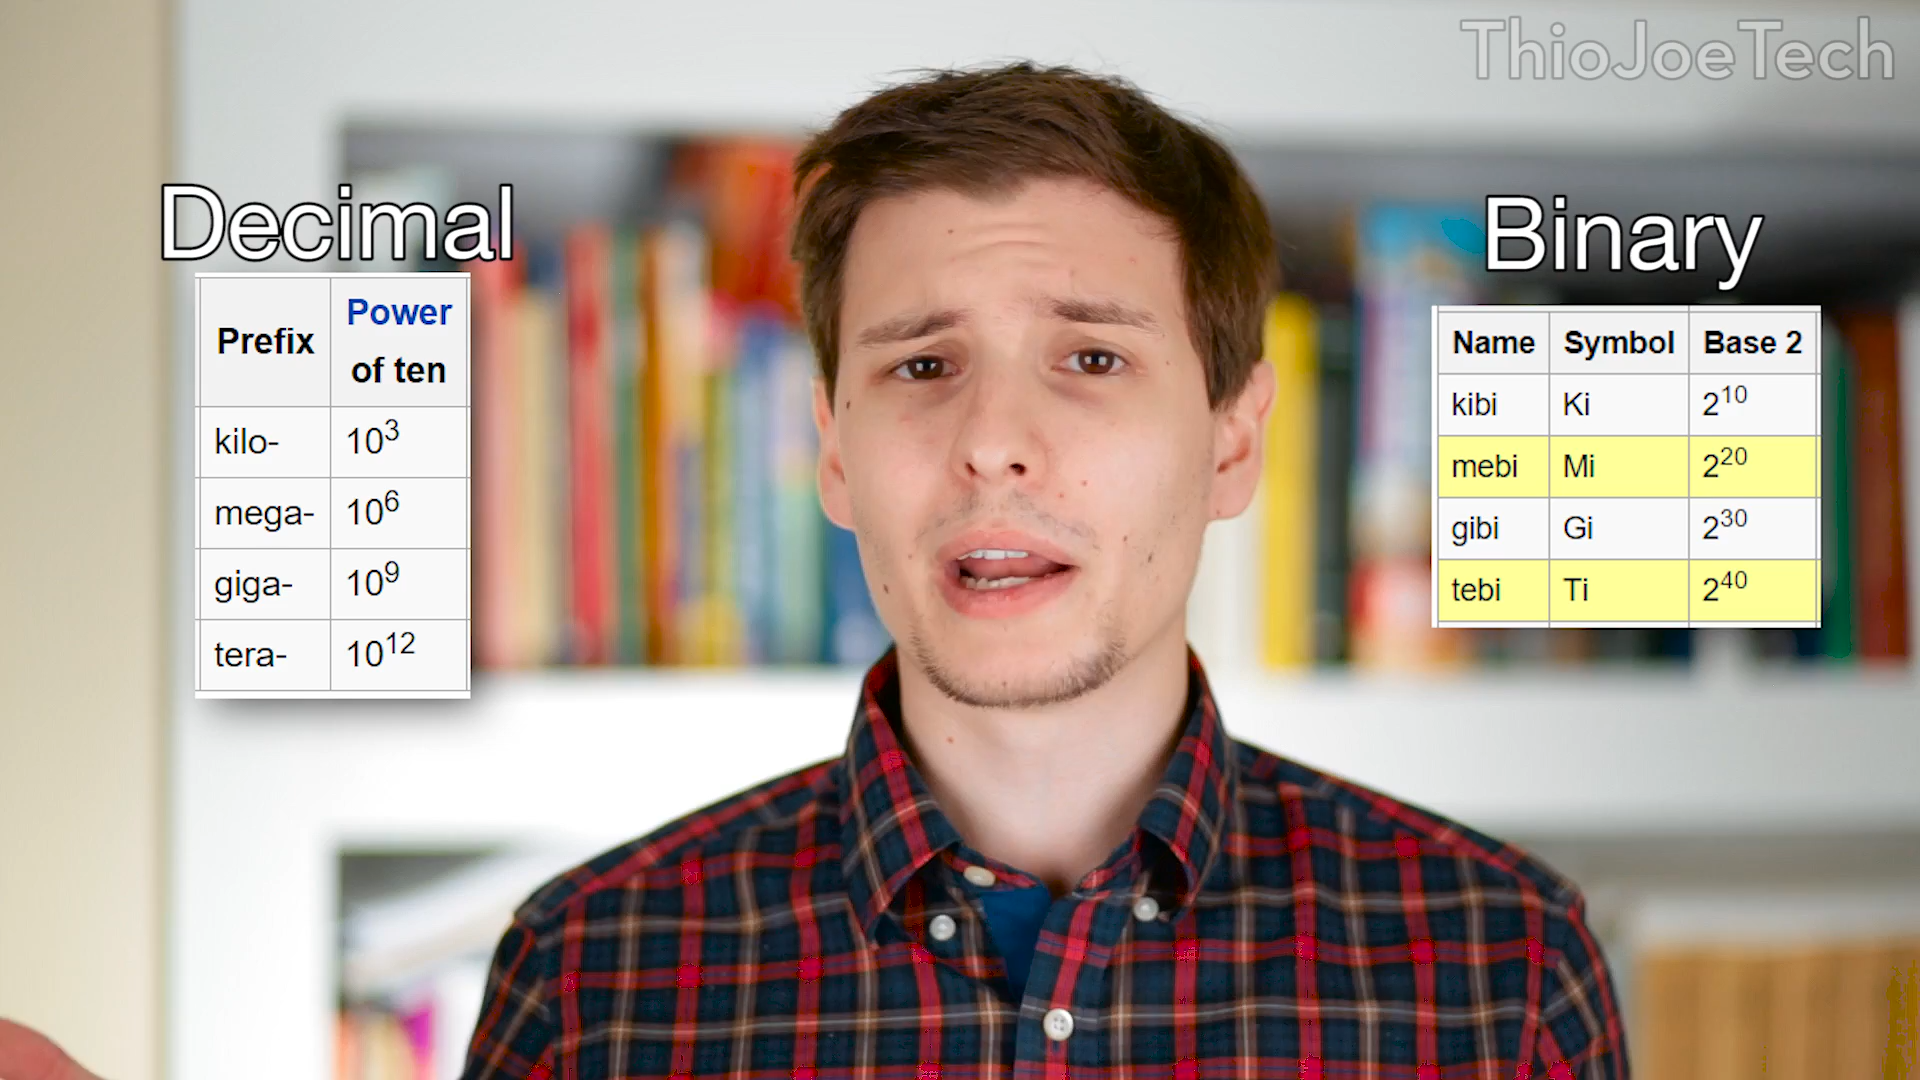 ThioJoeTech
Decimal
Prefix Power of ten
kilo- 10³
mega- 10⁶
giga- 10⁹
tera- 10¹²
Binary
Name Symbol Base 2
kibi Ki 2¹⁰
mebi Mi 2²⁰
gibi Gi 2³⁰
tebi Ti 2⁴⁰